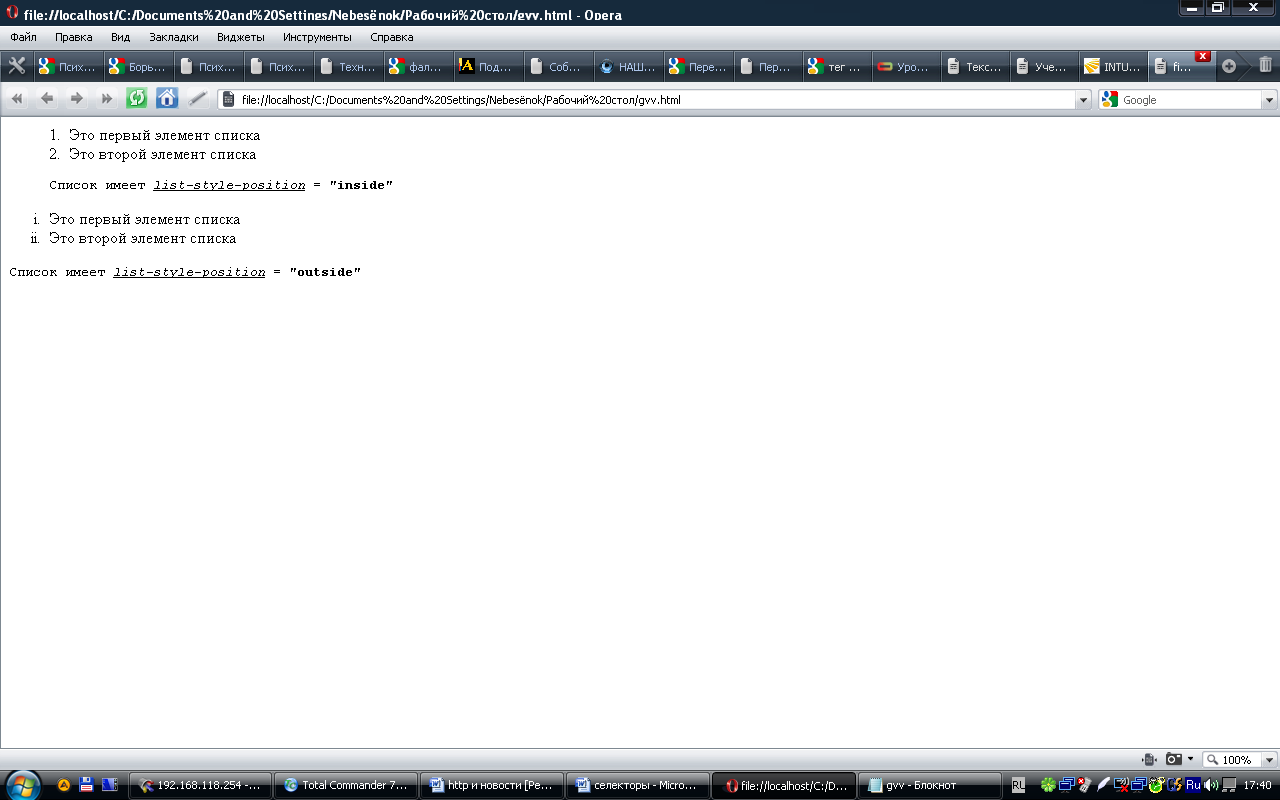 file://localhost/C:/Documents%20and%20Settings/Nebesёnok/Рабочий%20стол/gvv.html - Opera
Файл Правка Вид Закладки Виджеты Инструменты Справка
Псих... Борь... Псих... Псих... Техн... фал... Под... Соб... НАШ... Пере... Пер... тег ... Уро... Текс... Уче... INTU... fi...
file://localhost/C:/Documents%20and%20Settings/Nebesёnok/Рабочий%20стол/gvv.html Google
1. Это первый элемент списка
2. Это второй элемент списка
Список имеет list-style-position = "inside"
i. Это первый элемент списка
ii. Это второй элемент списка
Список имеет list-style-position = "outside"
100%
192.168.118.254 -... Total Commander 7... http и новости [Ре... селекторы - Micro... file://localhost/C:/D... gvv - Блокнот RL Ru 17:40